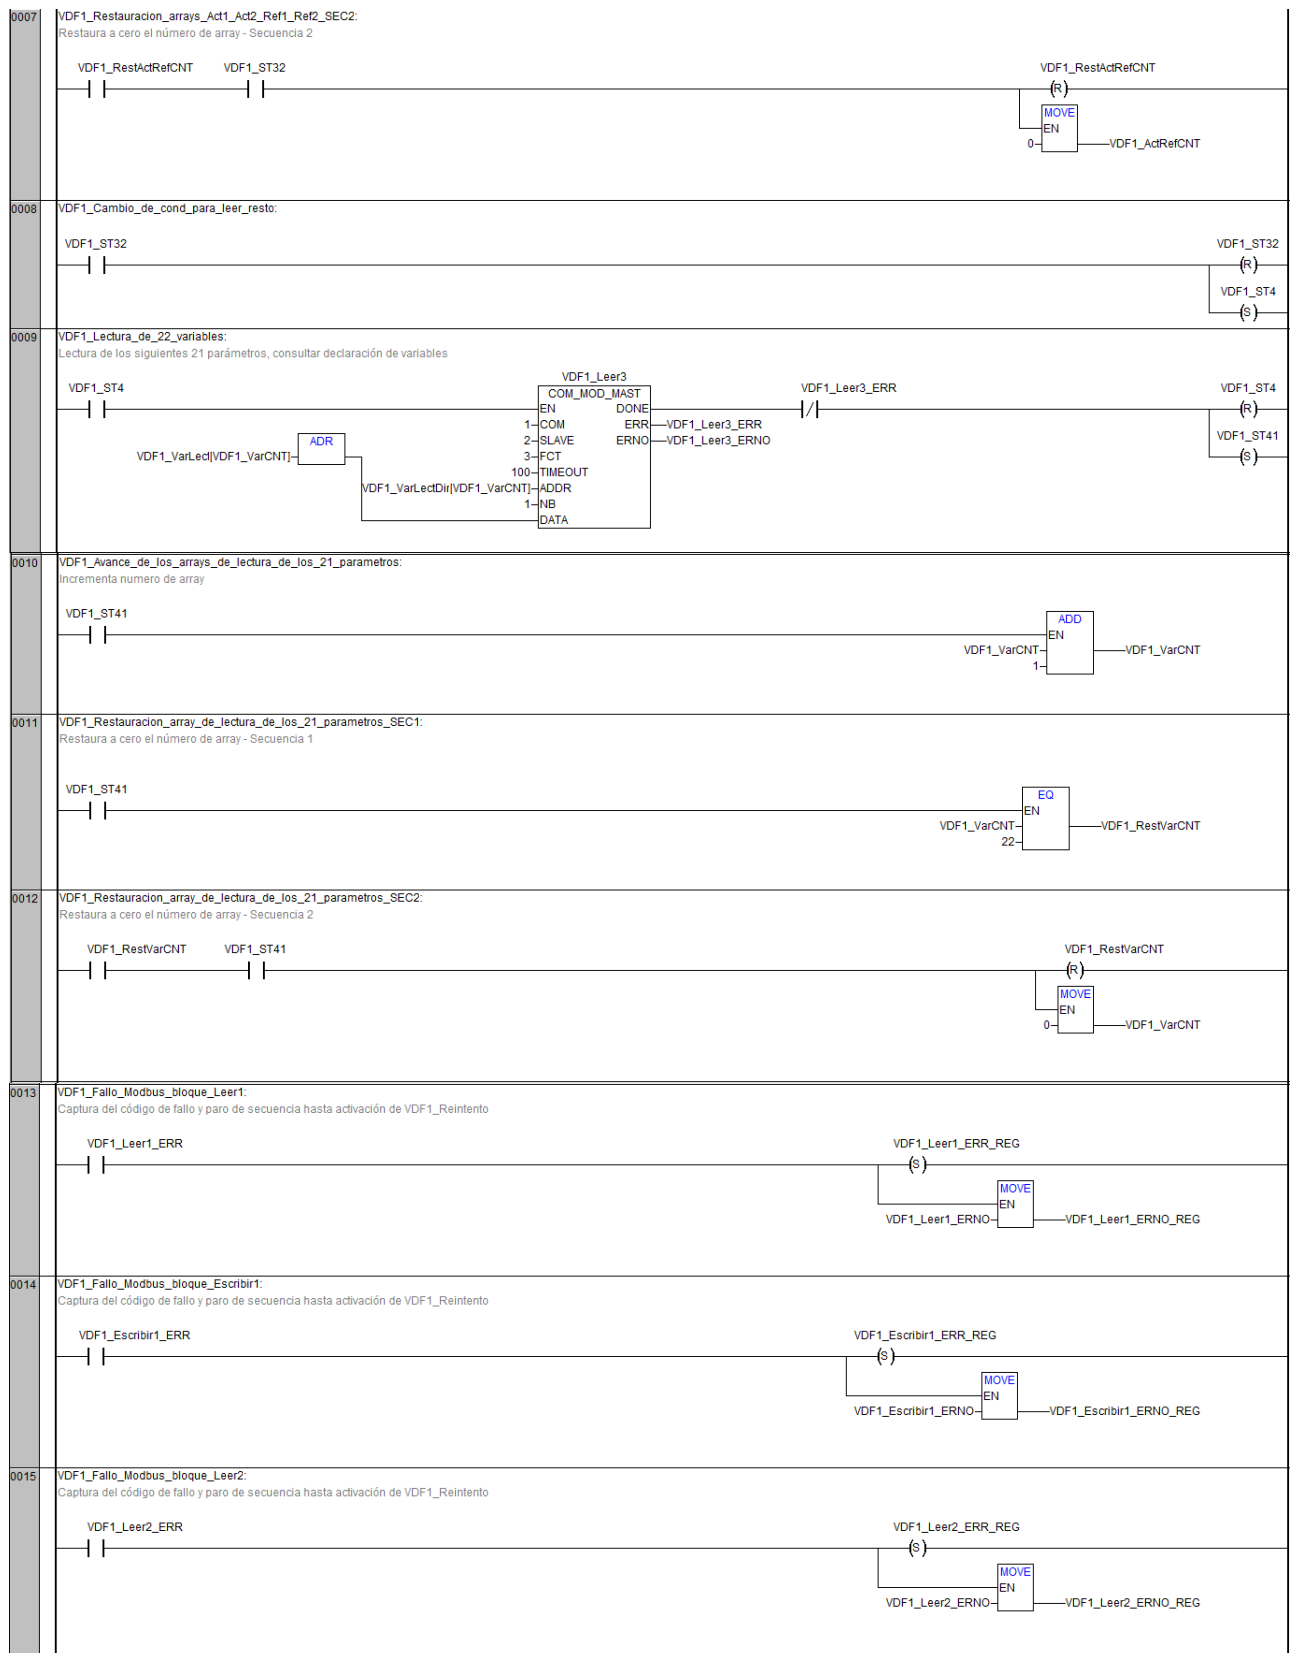 0007
VDF1_Restauracion_arrays_Act1_Act2_Ref1_Ref2_SEC2:
Restaura a cero el número de array - Secuencia 2
VDF1_RestActRefCNT VDF1_ST32 VDF1_RestActRefCNT
R
MOVE
EN
0 VDF1_ActRefCNT
0008
VDF1_Cambio_de_cond_para_leer_resto:
VDF1_ST32 VDF1_ST32
R
VDF1_ST4
S
0009
VDF1_Lectura_de_22_variables:
Lectura de los siguientes 21 parámetros, consultar declaración de variables
VDF1_Leer3
VDF1_ST4 COM_MOD_MAST VDF1_Leer3_ERR VDF1_ST4
EN DONE R
1 COM ERR VDF1_Leer3_ERR
VDF1_ST41
ADR 2 SLAVE ERNO VDF1_Leer3_ERNO
VDF1_VarLect[VDF1_VarCNT] 3 FCT S
100 TIMEOUT
VDF1_VarLectDir[VDF1_VarCNT] ADDR
1 NB
DATA
0010
VDF1_Avance_de_los_arrays_de_lectura_de_los_21_parametros:
Incrementa numero de array
VDF1_ST41 ADD
EN
VDF1_VarCNT VDF1_VarCNT
1
0011
VDF1_Restauracion_array_de_lectura_de_los_21_parametros_SEC1:
Restaura a cero el número de array - Secuencia 1
VDF1_ST41 EQ
EN
VDF1_VarCNT VDF1_RestVarCNT
22
0012
VDF1_Restauracion_array_de_lectura_de_los_21_parametros_SEC2:
Restaura a cero el número de array - Secuencia 2
VDF1_RestVarCNT VDF1_ST41 VDF1_RestVarCNT
R
MOVE
EN
0 VDF1_VarCNT
0013
VDF1_Fallo_Modbus_bloque_Leer1:
Captura del código de fallo y paro de secuencia hasta activación de VDF1_Reintento
VDF1_Leer1_ERR VDF1_Leer1_ERR_REG
S
MOVE
EN
VDF1_Leer1_ERNO VDF1_Leer1_ERNO_REG
0014
VDF1_Fallo_Modbus_bloque_Escribir1:
Captura del código de fallo y paro de secuencia hasta activación de VDF1_Reintento
VDF1_Escribir1_ERR VDF1_Escribir1_ERR_REG
S
MOVE
EN
VDF1_Escribir1_ERNO VDF1_Escribir1_ERNO_REG
0015
VDF1_Fallo_Modbus_bloque_Leer2:
Captura del código de fallo y paro de secuencia hasta activación de VDF1_Reintento
VDF1_Leer2_ERR VDF1_Leer2_ERR_REG
S
MOVE
EN
VDF1_Leer2_ERNO VDF1_Leer2_ERNO_REG